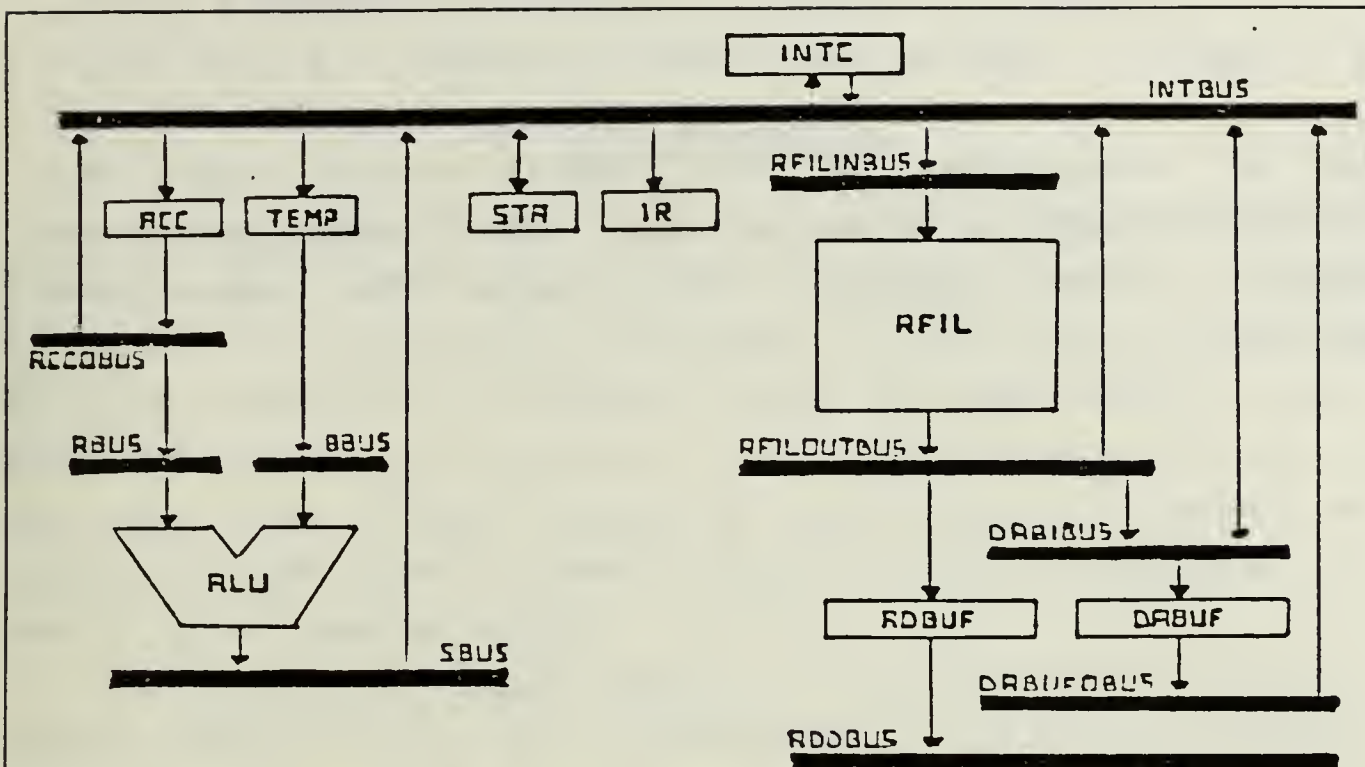 INTC
INTBUS
RFILINBUS
ACC
TEMP
STA
IR
RFIL
ACCOBUS
ABUS
BBUS
RFILOUTBUS
DABIBUS
ALU
ADBUF
DABUF
SBUS
DABUFOBUS
ADOBUS